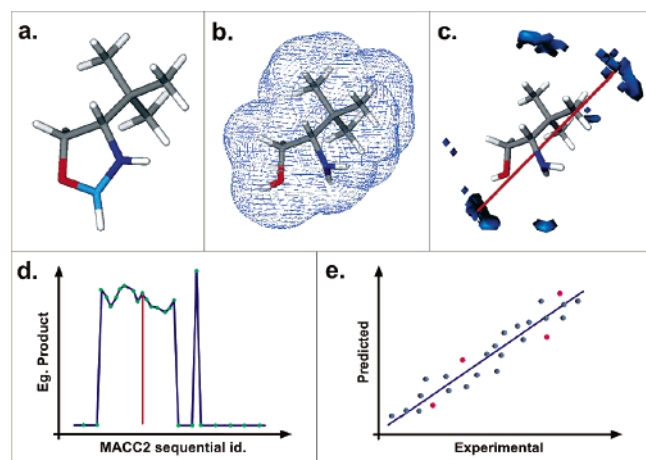 a.
b.
c.
d.
Eg. Product
MACC2 sequential id.
e.
Predicted
Experimental